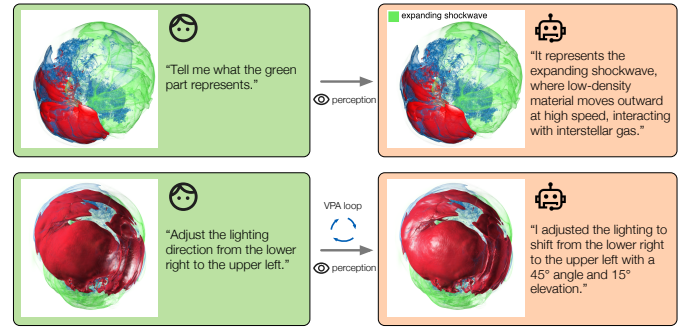 "Tell me what the green
part represents."
perception
expanding shockwave
"It represents the
expanding shockwave,
where low-density
material moves outward
at high speed, interacting
with interstellar gas."
"Adjust the lighting
direction from the lower
right to the upper left."
VPA loop
perception
"I adjusted the lighting to
shift from the lower right
to the upper left with a
45° angle and 15°
elevation."